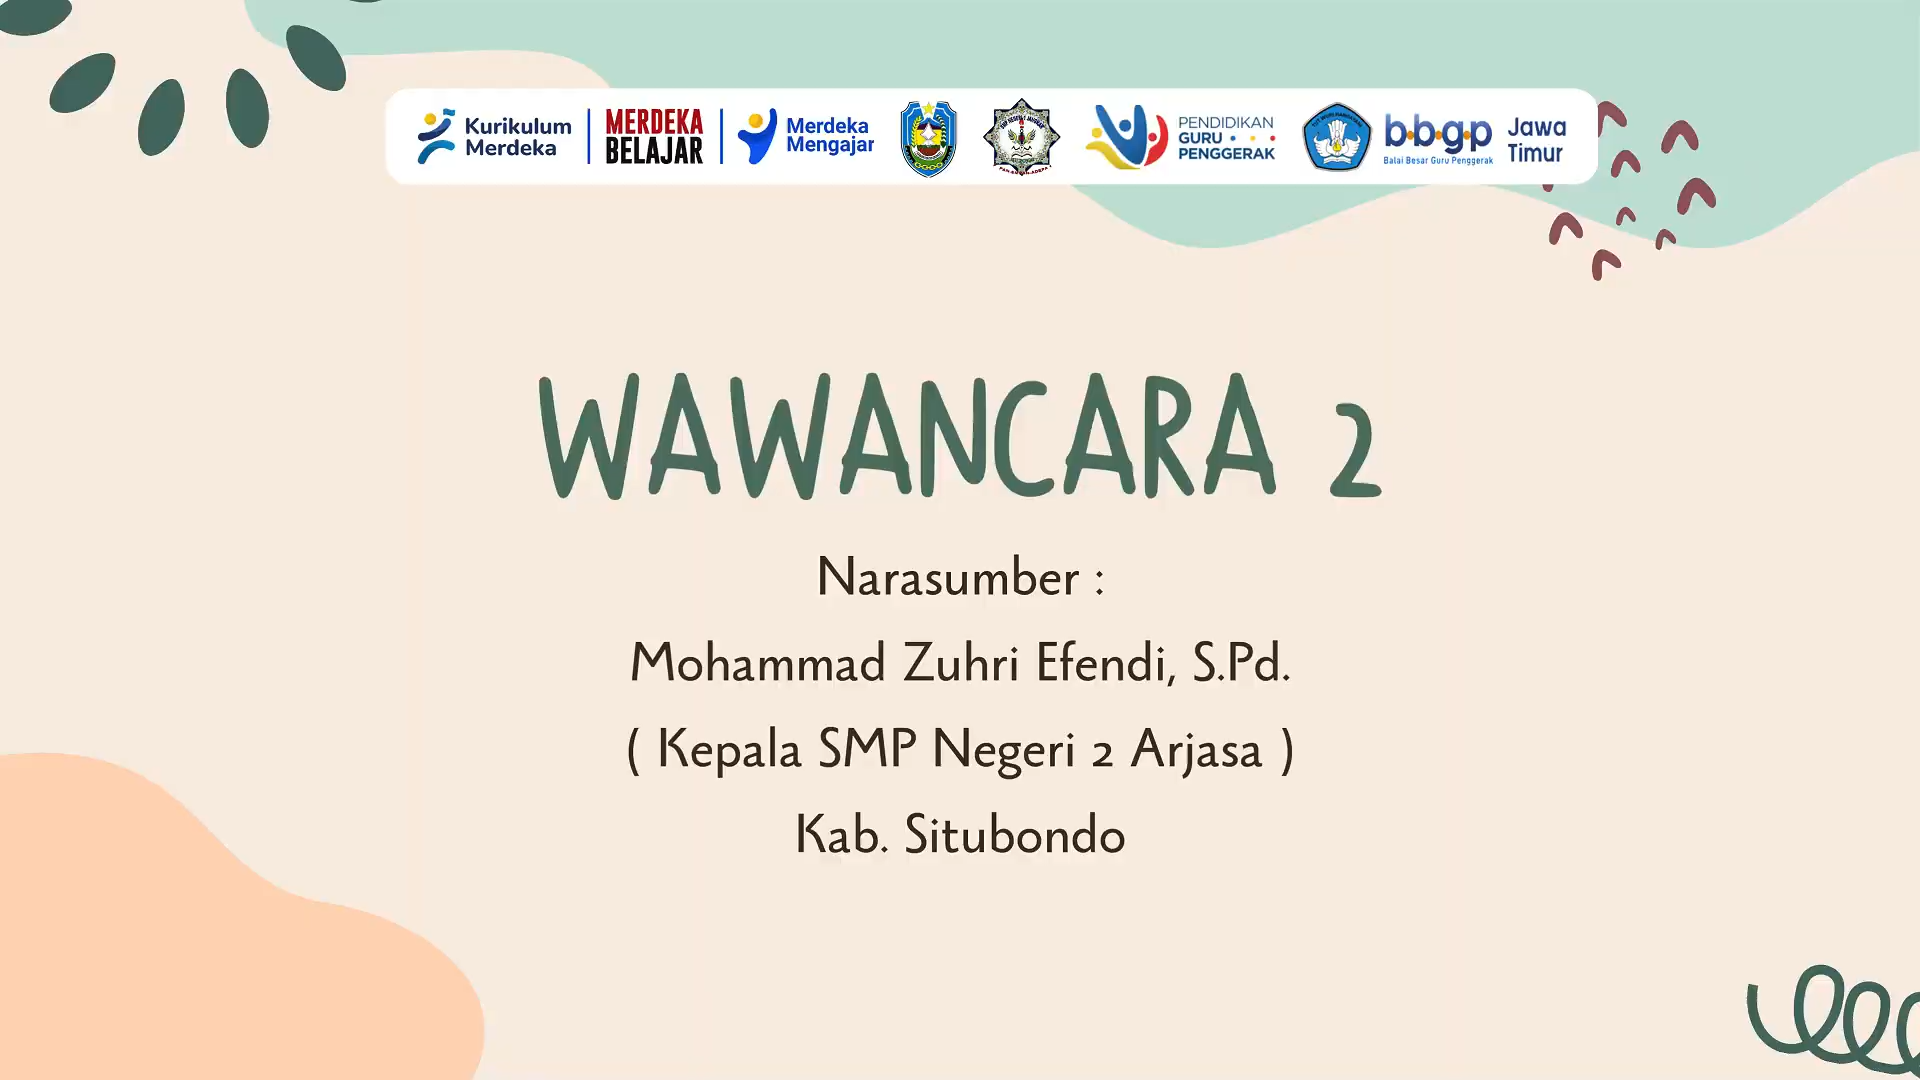 Kurikulum
Merdeka
MERDEKA
BELAJAR
Merdeka
Mengajar
PENDIDIKAN
GURU
PENGGERAK
bbgp
Balai Besar Guru Penggerak
Jawa
Timur
WAWANCARA 2
Narasumber :
Mohammad Zuhri Efendi, S.Pd.
( Kepala SMP Negeri 2 Arjasa )
Kab. Situbondo